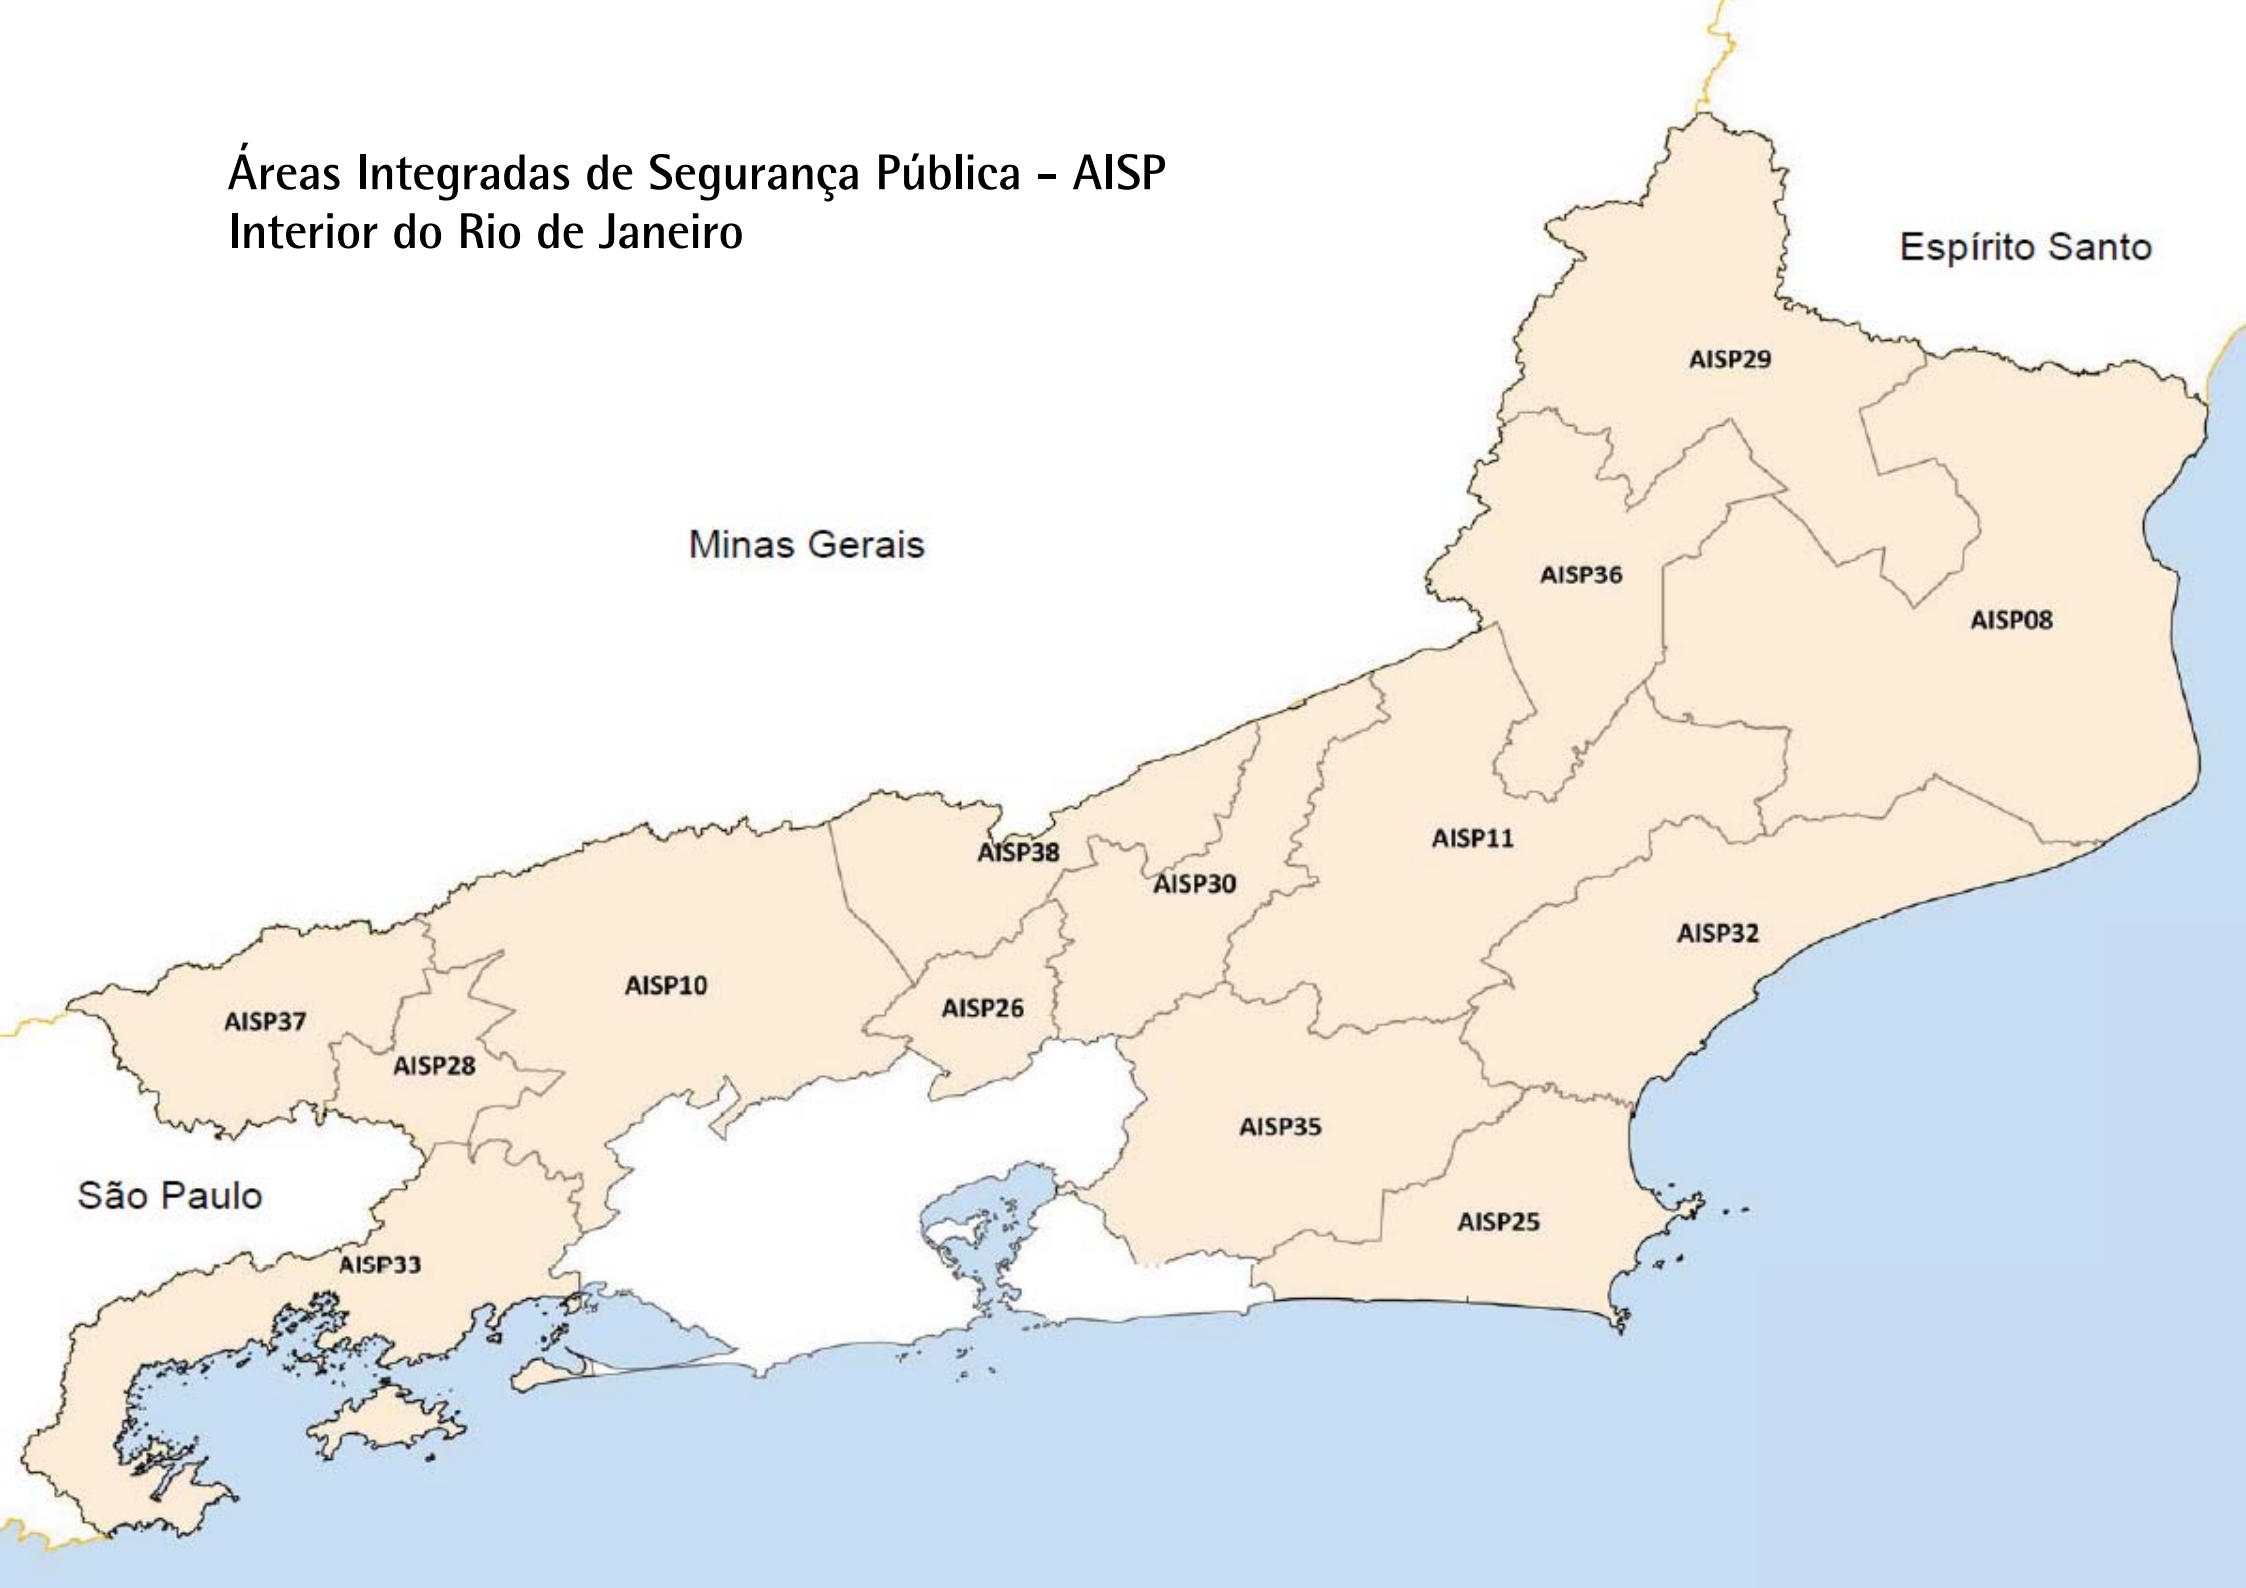 Áreas Integradas de Segurança Pública - AISP
Interior do Rio de Janeiro
Espírito Santo
AISP29
Minas Gerais
AISP36
AISP08
AISP11
AISP38
AISP30
AISP32
AISP10
AISP26
AISP37
AISP28
AISP35
São Paulo
AISP25
AISP33